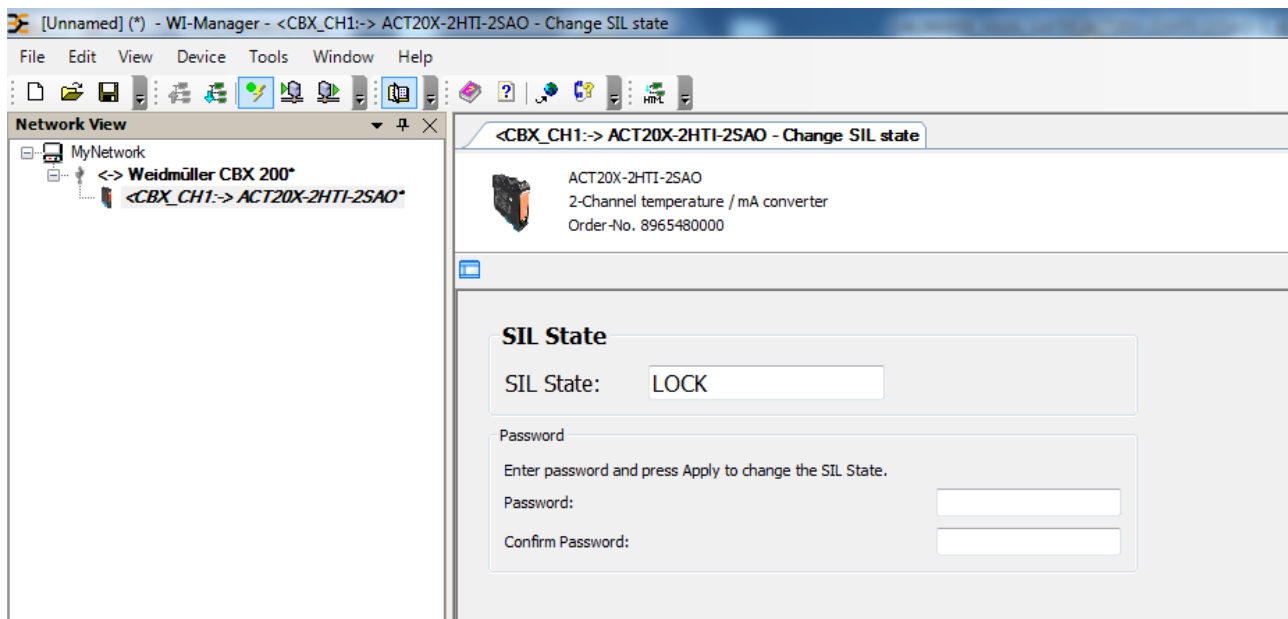 [Unnamed] (*) - WI-Manager - <CBX_CH1:-> ACT20X-2HTI-2SAO - Change SIL state
File Edit View Device Tools Window Help
HTML
Network View
MyNetwork
<-> Weidmüller CBX 200*
<CBX_CH1:-> ACT20X-2HTI-2SAO*
<CBX_CH1:-> ACT20X-2HTI-2SAO - Change SIL state
ACT20X-2HTI-2SAO
2-Channel temperature / mA converter
Order-No. 8965480000
SIL State
SIL State: LOCK
Password
Enter password and press Apply to change the SIL State.
Password:
Confirm Password: